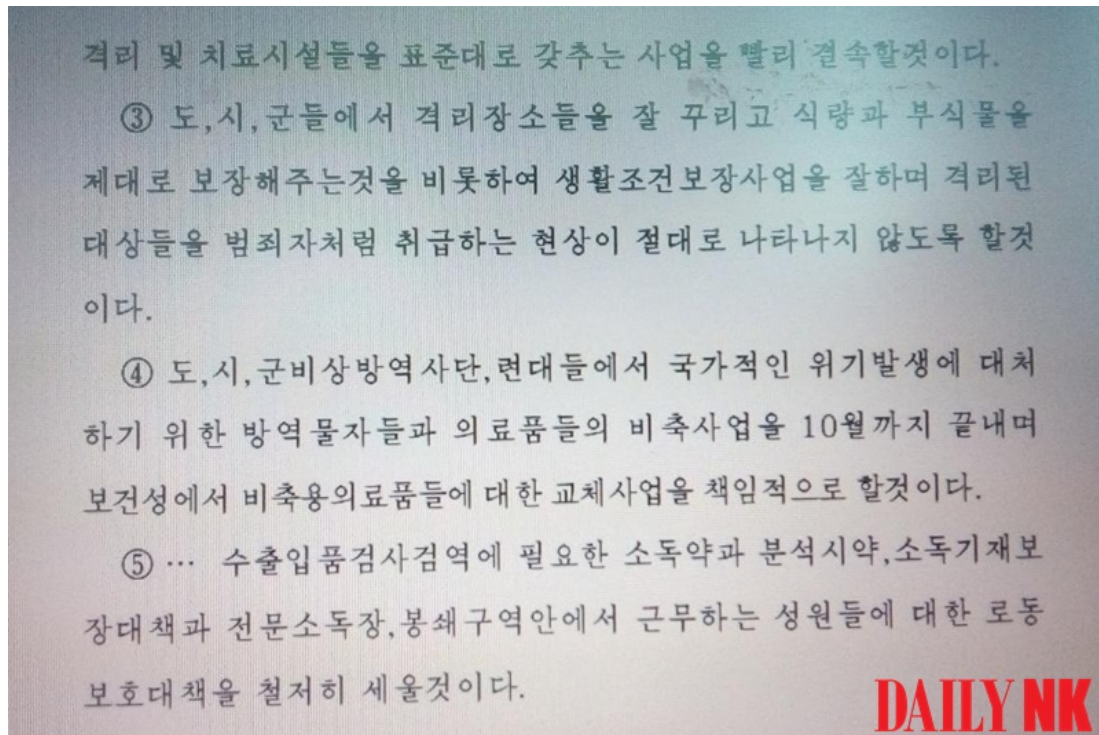 격리 및 치료시설들을 표준대로 갖추는 사업을 빨리 결속할것이다.
③ 도,시,군들에서 격리장소들을 잘 꾸리고 식량과 부식물을
제대로 보장해주는것을 비롯하여 생활조건보장사업을 잘하며 격리된
대상들을 범죄자처럼 취급하는 현상이 절대로 나타나지 않도록 할것
이다.
④ 도,시,군비상방역사단,련대들에서 국가적인 위기발생에 대처
하기 위한 방역물자들과 의료품들의 비축사업을 10월까지 끝내며
보건성에서 비축용의료품들에 대한 교체사업을 책임적으로 할것이다.
⑤ … 수출입품검사검역에 필요한 소독약과 분석시약,소독기재보
장대책과 전문소독장,봉쇄구역안에서 근무하는 성원들에 대한 로동
보호대책을 철저히 세울것이다.
DAILY NK